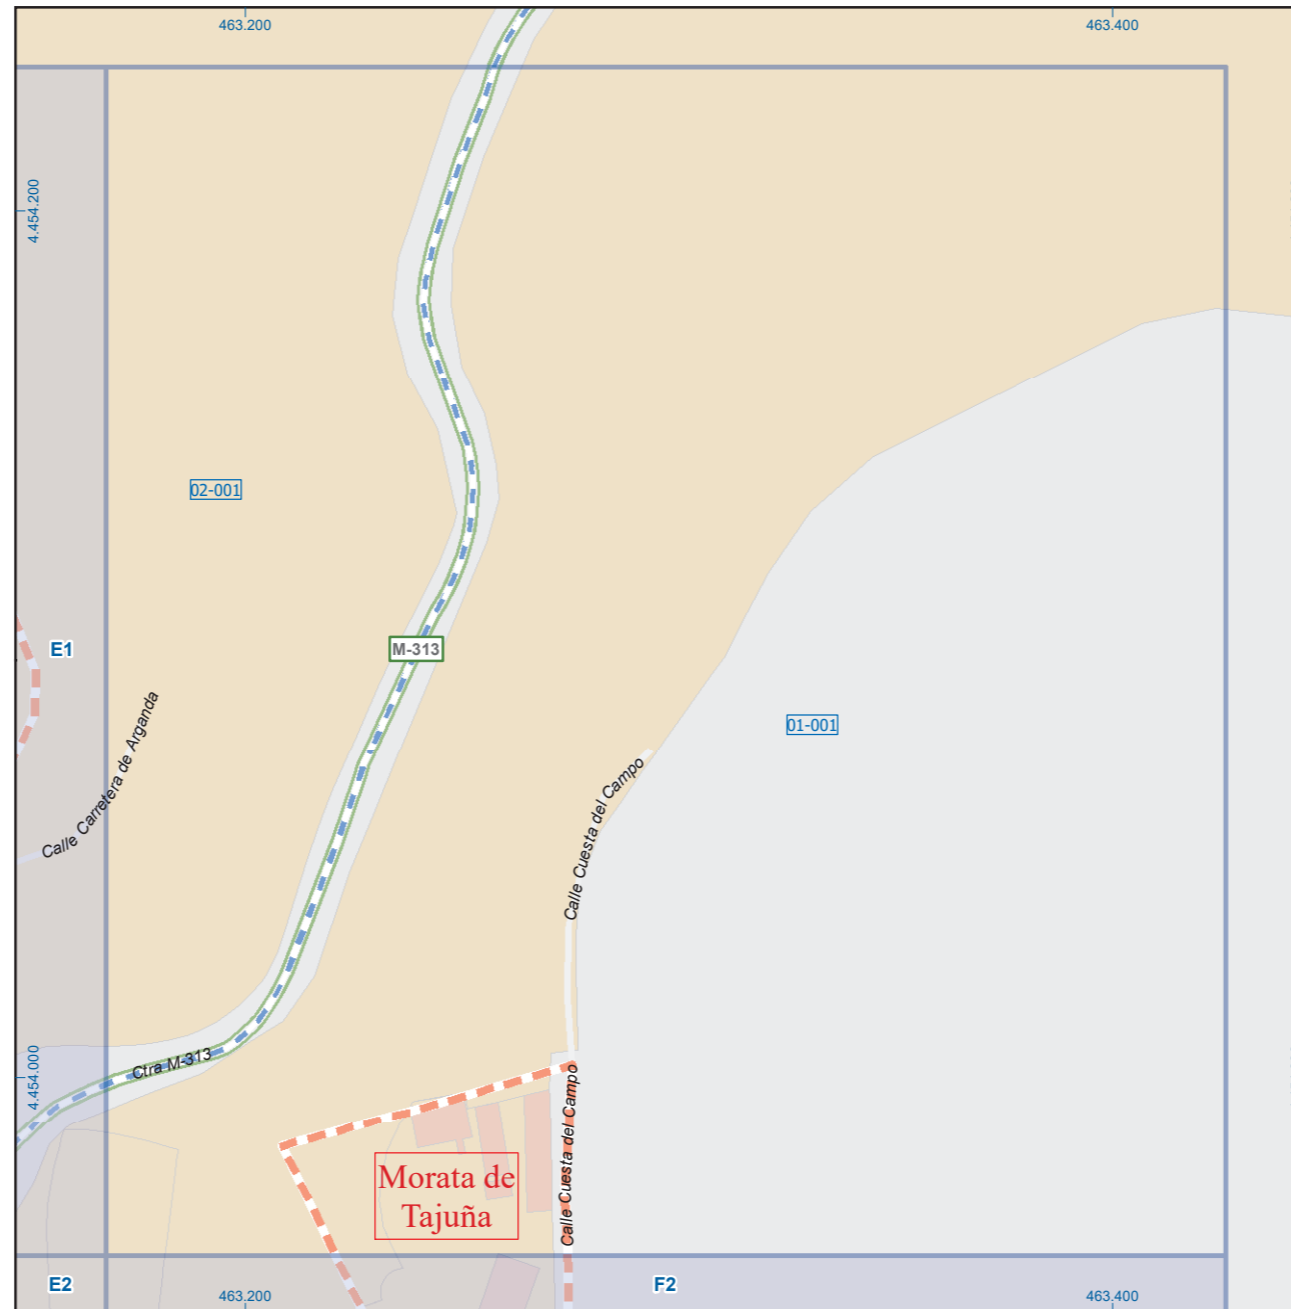 463.200
463.400
4.454.200
02-001
M-313
E1
Calle Carretera de Arganda
01-001
Calle Cuesta del Campo
Ctra M-313
4.454.000
Calle Cuesta del Campo
Morata de
Tajuña
E2
F2
463.200
463.400